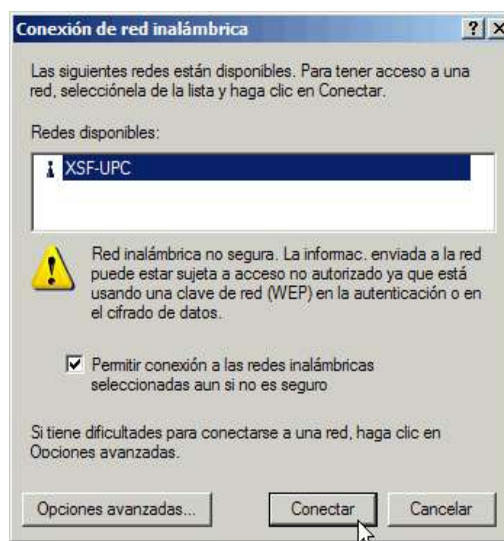 Conexión de red inalámbrica
Las siguientes redes están disponibles. Para tener acceso a una
red, selecciónela de la lista y haga clic en Conectar.
Redes disponibles:
XSF-UPC
Red inalámbrica no segura. La informac. enviada a la red
puede estar sujeta a acceso no autorizado ya que está
usando una clave de red (WEP) en la autenticación o en
el cifrado de datos.
Permitir conexión a las redes inalámbricas
seleccionadas aun si no es seguro
Si tiene dificultades para conectarse a una red, haga clic en
Opciones avanzadas.
Opciones avanzadas... Conectar Cancelar